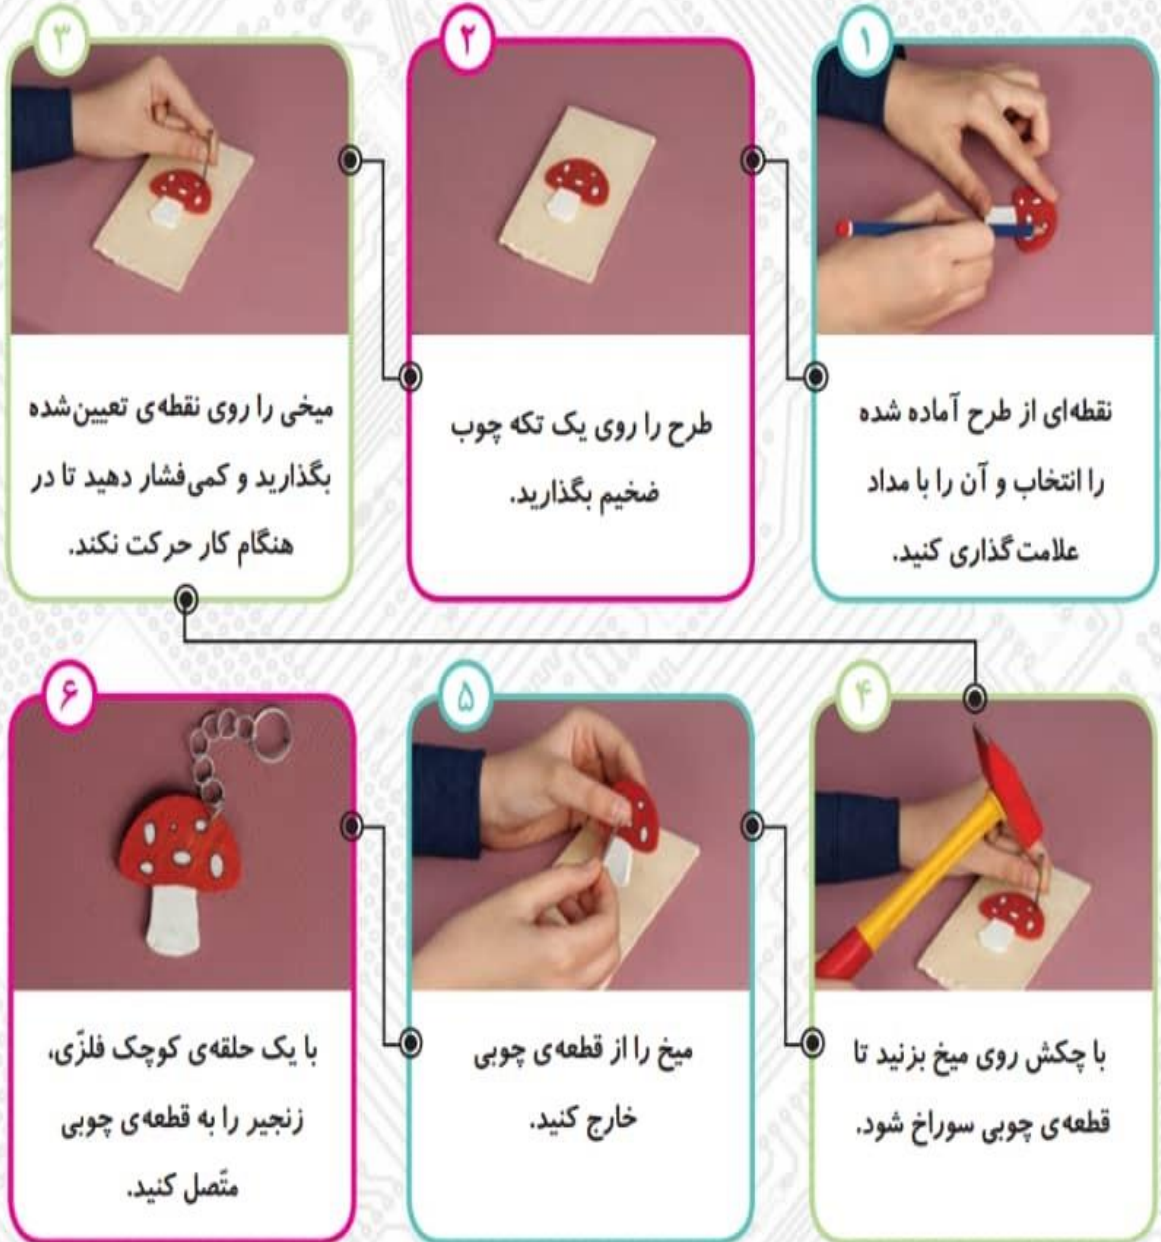 ۱
نقطه‌ای از طرح آماده شده
را انتخاب و آن را با مداد
علامت‌گذاری کنید.
۲
طرح را روی یک تکه چوب
ضخیم بگذارید.
۳
میخی را روی نقطه‌ی تعیین‌شده
بگذارید و کمی فشار دهید تا در
هنگام کار حرکت نکند.
۴
با چکش روی میخ بزنید تا
قطعه‌ی چوبی سوراخ شود.
۵
میخ را از قطعه‌ی چوبی
خارج کنید.
۶
با یک حلقه‌ی کوچک فلزّی،
زنجیر را به قطعه‌ی چوبی
متّصل کنید.